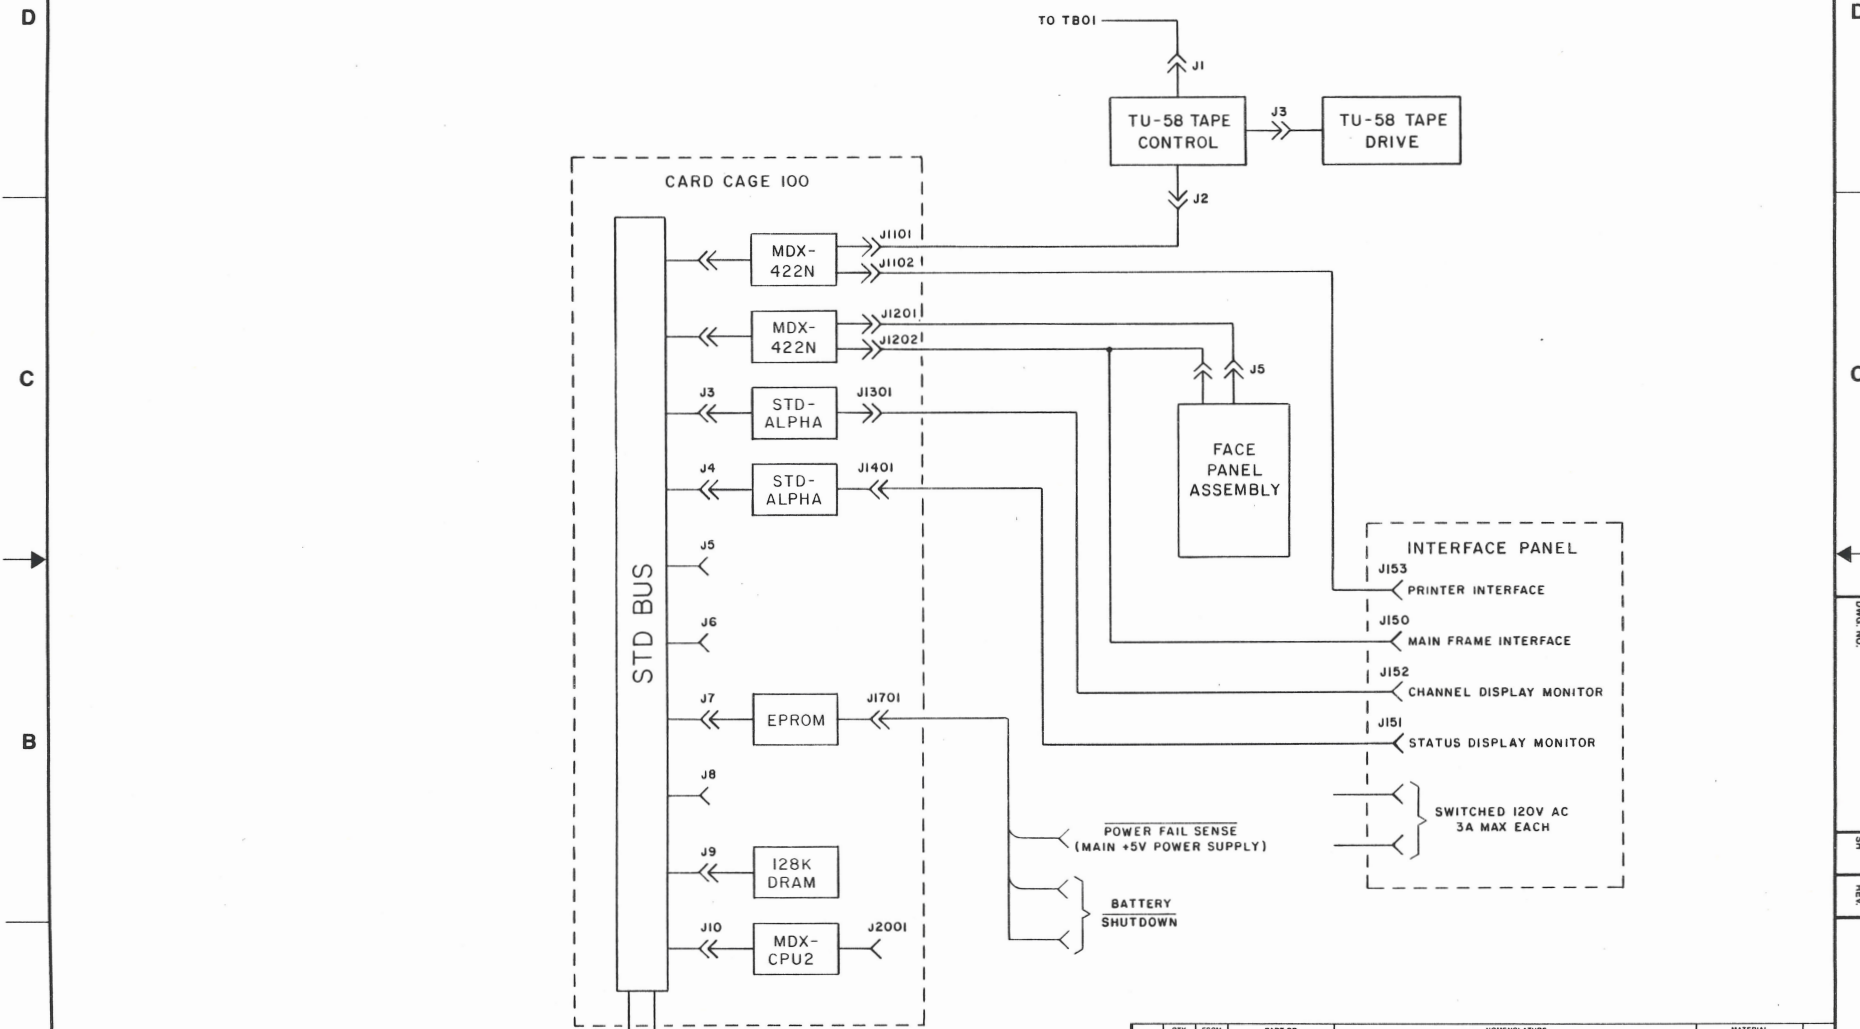 D
D
TO TB01
J1
TU-58 TAPE
CONTROL
J3
TU-58 TAPE
DRIVE
J2
CARD CAGE 100
STD BUS
MDX-
422N
J1101
J1102
MDX-
422N
J1201
J1202
J5
C
C
J3
STD-
ALPHA
J1301
J4
STD-
ALPHA
J1401
FACE
PANEL
ASSEMBLY
J5
J6
INTERFACE PANEL
J153
PRINTER INTERFACE
J150
MAIN FRAME INTERFACE
J152
CHANNEL DISPLAY MONITOR
J151
STATUS DISPLAY MONITOR
SWITCHED 120V AC
3A MAX EACH
DWG. NO.
SH
REV.
B
J7
EPROM
J1701
J8
POWER FAIL SENSE
(MAIN +5V POWER SUPPLY)
J9
128K
DRAM
BATTERY
SHUTDOWN
J10
MDX-
CPU2
J2001